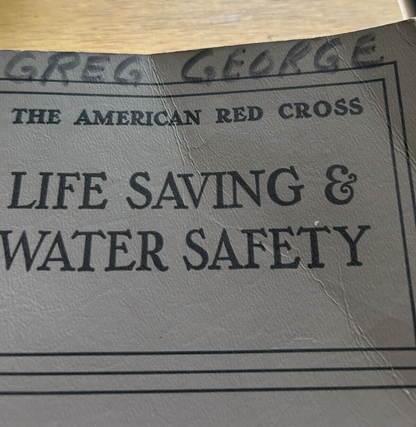 GREG GEORGE
THE AMERICAN RED CROSS
LIFE SAVING &
WATER SAFETY